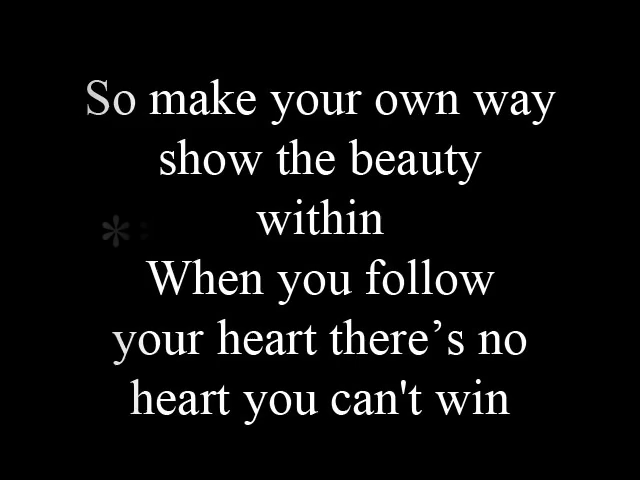 So make your own way
show the beauty
within
When you follow
your heart there’s no
heart you can't win